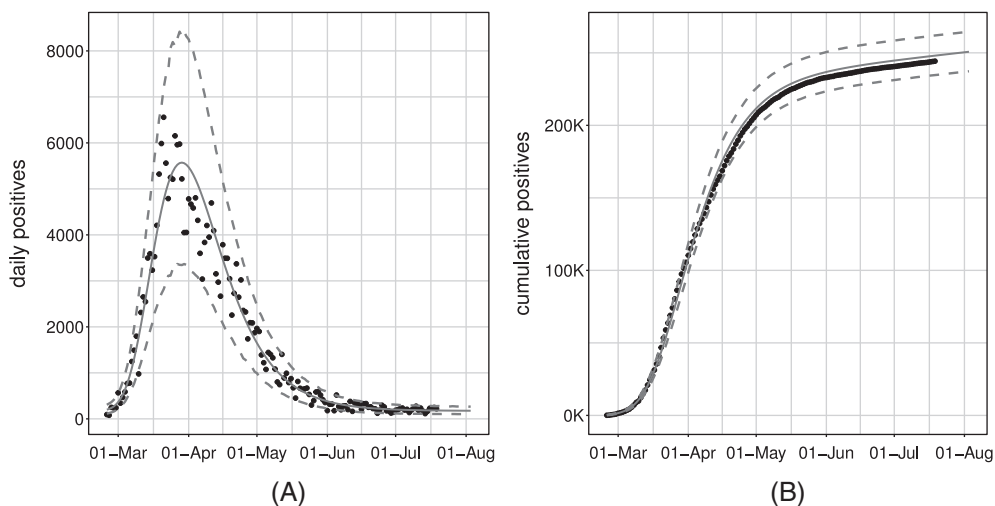 daily positives
8000
6000
4000
2000
0
01−Mar 01−Apr 01−May 01−Jun 01−Jul 01−Aug
(A)
cumulative positives
200K
100K
0K
01−Mar 01−Apr 01−May 01−Jun 01−Jul 01−Aug
(B)